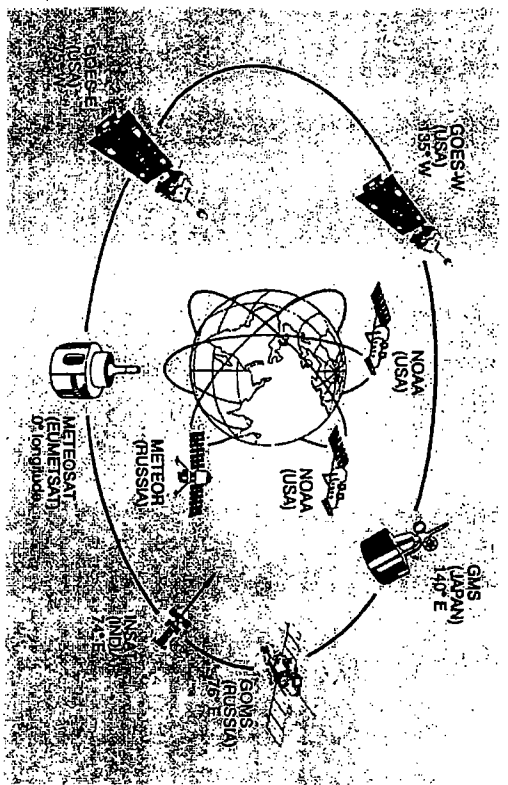 GOES-W
(USA)
135° W
GOES-E
(USA)
75° W
NOAA
(USA)
NOAA
(USA)
GMS
(JAPAN)
140° E
METEOR
(RUSSIA)
METEOSAT
(EUMETSAT)
0° longitude
GOMS
(RUSSIA)
76° E
INSAT
(INDIA)
74° E